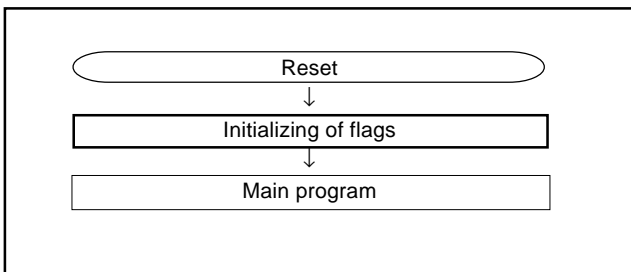 Reset
↓
Initializing of flags
↓
Main program